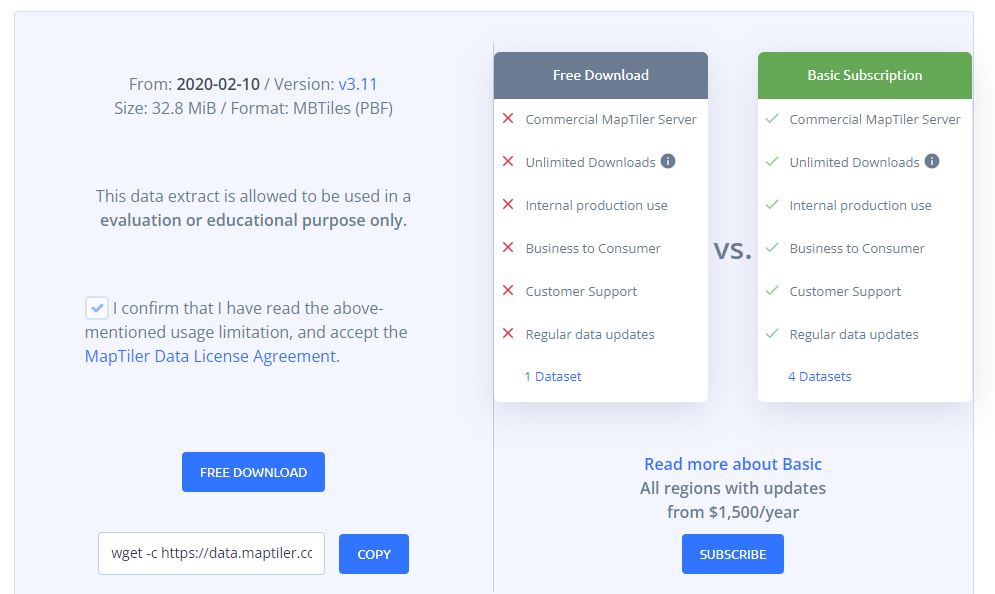 From: 2020-02-10 / Version: v3.11
Size: 32.8 MiB / Format: MBTiles (PBF)
This data extract is allowed to be used in a
evaluation or educational purpose only.
I confirm that I have read the above-
mentioned usage limitation, and accept the
MapTiler Data License Agreement.
FREE DOWNLOAD
wget -c https://data.maptiler.cc
COPY
Free Download
Commercial MapTiler Server
Unlimited Downloads
Internal production use
Business to Consumer
Customer Support
Regular data updates
1 Dataset
vs.
Basic Subscription
Commercial MapTiler Server
Unlimited Downloads
Internal production use
Business to Consumer
Customer Support
Regular data updates
4 Datasets
Read more about Basic
All regions with updates
from $1,500/year
SUBSCRIBE